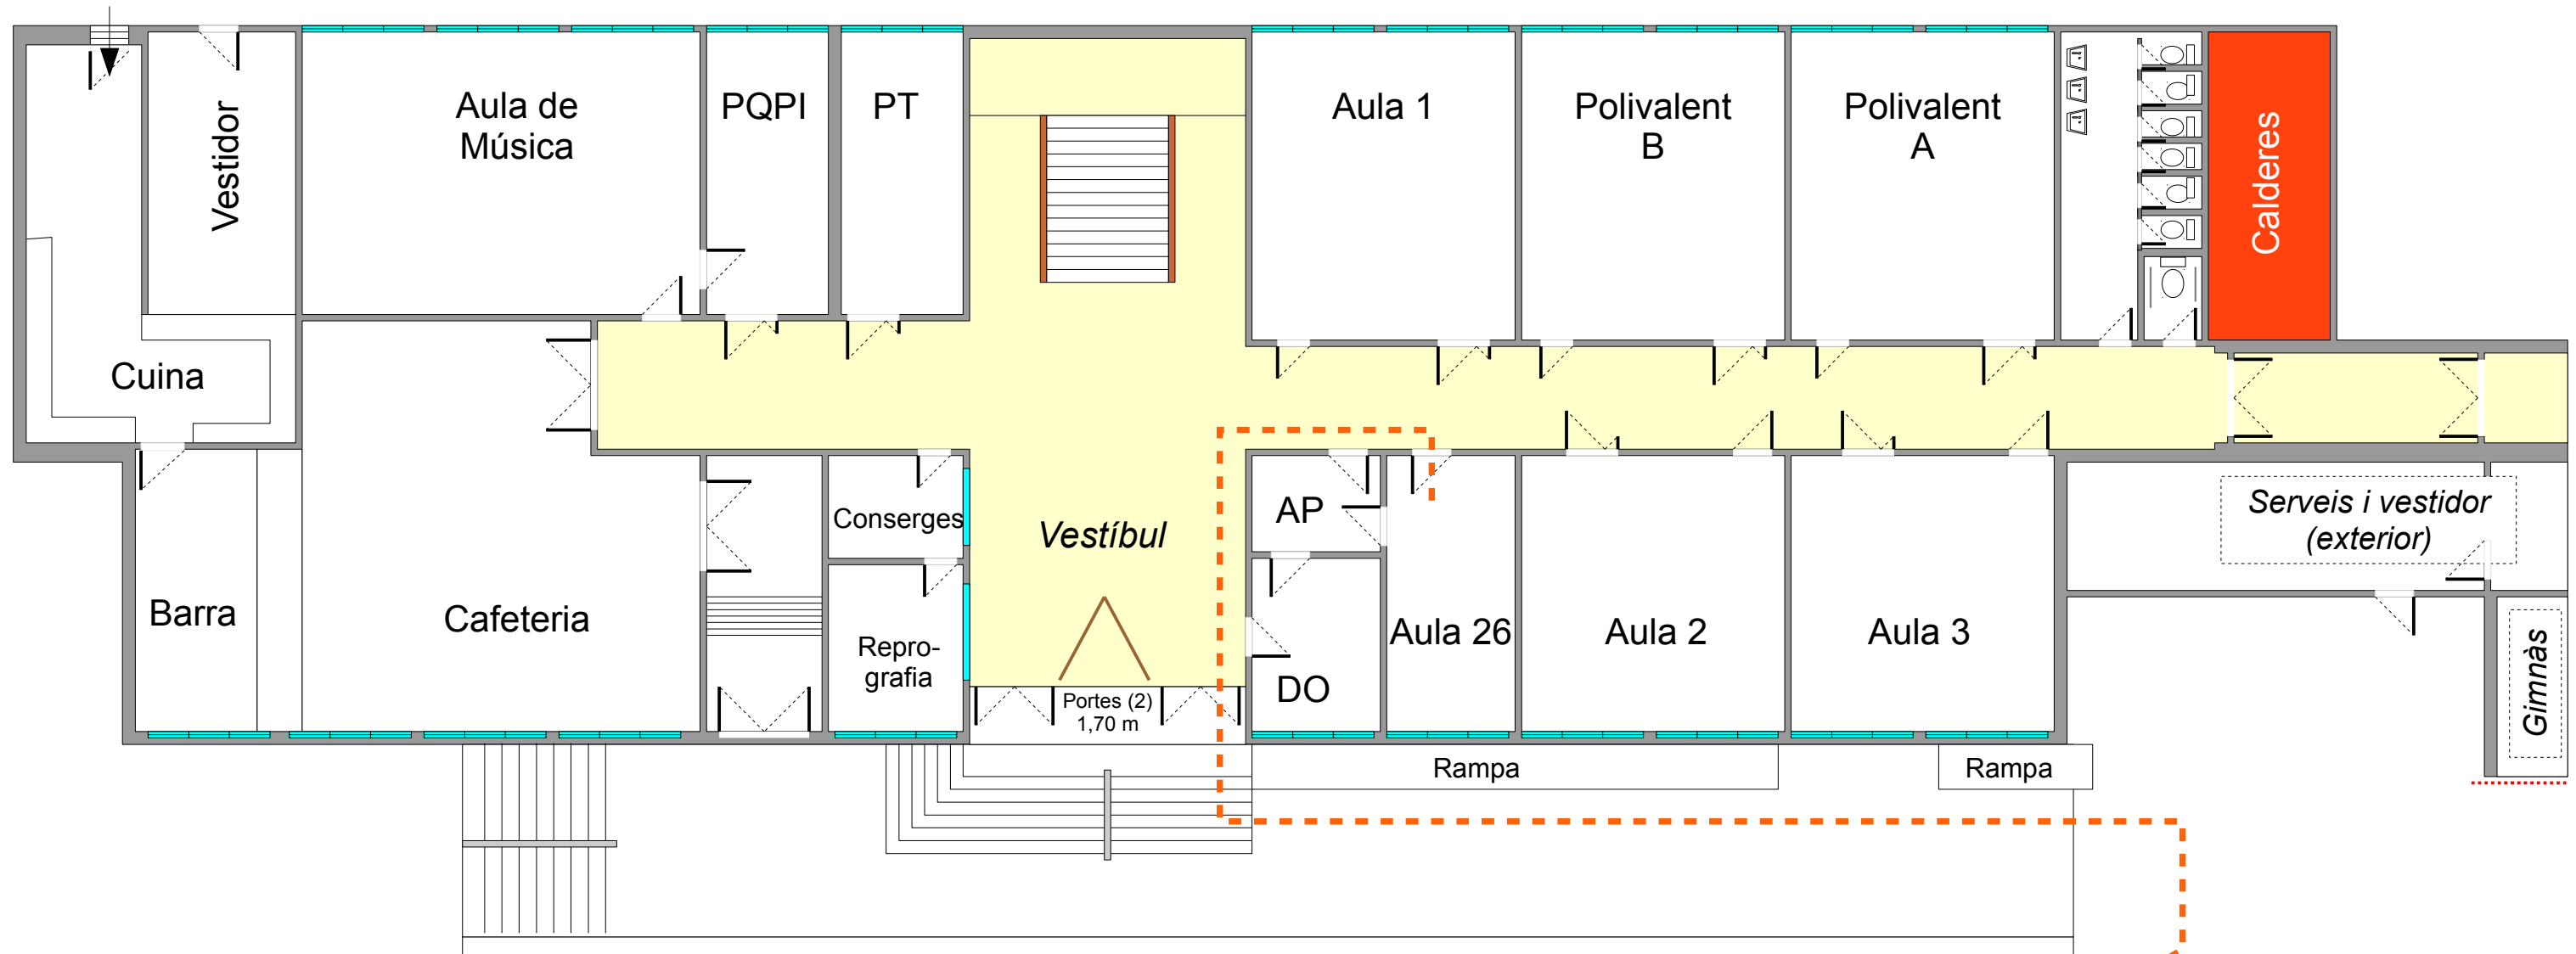 Vestidor
Aula de
Música
PQPI
PT
Aula 1
Polivalent
B
Polivalent
A
Calderes
Cuina
Barra
Cafeteria
Conserges
Repro-
grafia
Vestíbul
Portes (2)
1,70 m
AP
DO
Aula 26
Aula 2
Aula 3
Serveis i vestidor
(exterior)
Gimnàs
Rampa
Rampa